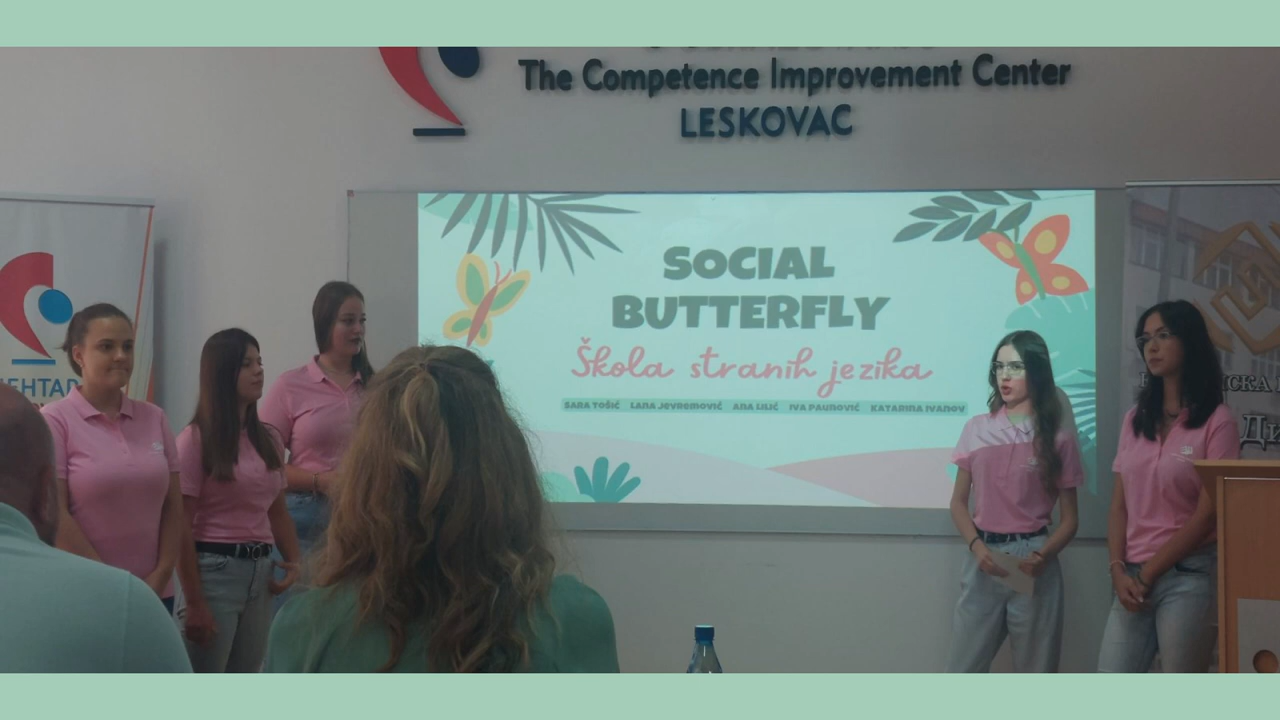 The Competence Improvement Center
LESKOVAC
SOCIAL
BUTTERFLY
Škola stranih jezika
SARA TOŠIĆ LANA JEVREMOVIĆ ANA LILIĆ IVA PAUNOVIĆ KATARINA IVANOV